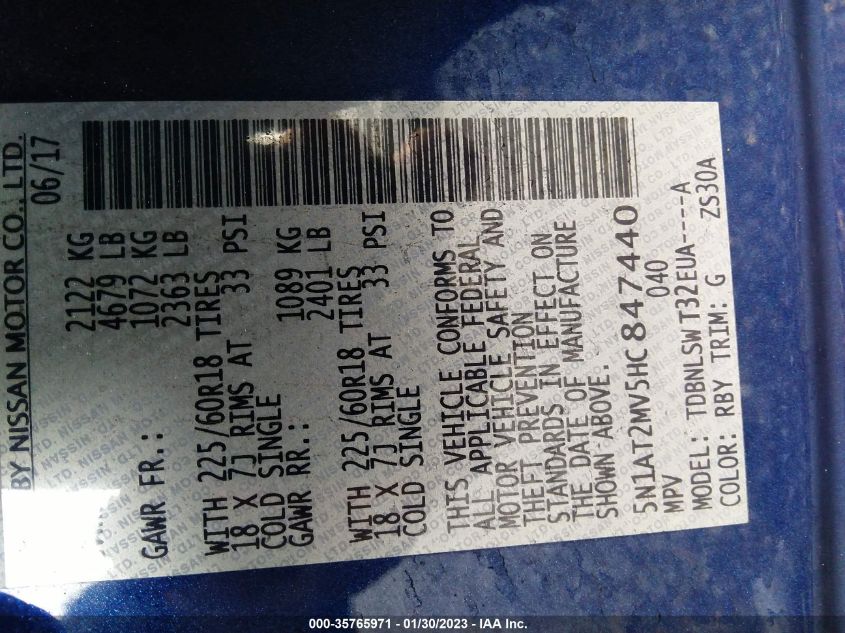 BY NISSAN MOTOR CO., LTD.
06/17
2122 KG
4679 LB
GAWR FR.: 1072 KG
2363 LB
WITH 225/60R18 TIRES
18 X 7J RIMS AT 33 PSI
COLD SINGLE
GAWR RR.: 1089 KG
2401 LB
WITH 225/60R18 TIRES
18 X 7J RIMS AT 33 PSI
COLD SINGLE
THIS VEHICLE CONFORMS TO
ALL APPLICABLE FEDERAL
MOTOR VEHICLE SAFETY AND
THEFT PREVENTION
STANDARDS IN EFFECT ON
THE DATE OF MANUFACTURE
SHOWN ABOVE.
5N1AT2MV5HC847440
MPV 040
MODEL: TDBNLSW T32EUA----A
COLOR: RBY TRIM: G ZS30A
000-35765971 - 01/30/2023 - IAA Inc.